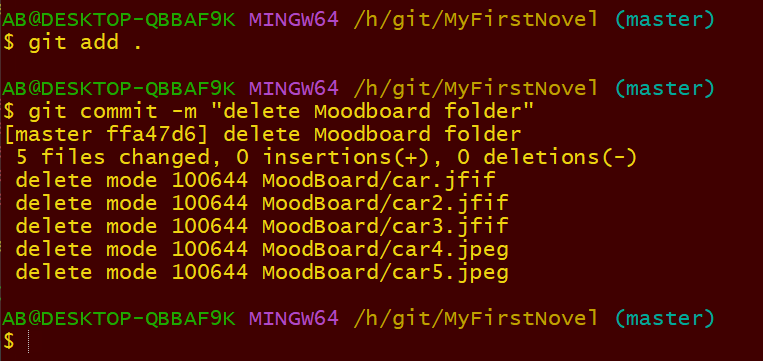 AB@DESKTOP-QBBAF9K MINGW64 /h/git/MyFirstNovel (master)
$ git add .
AB@DESKTOP-QBBAF9K MINGW64 /h/git/MyFirstNovel (master)
$ git commit -m "delete Moodboard folder"
[master ffa47d6] delete Moodboard folder
 5 files changed, 0 insertions(+), 0 deletions(-)
 delete mode 100644 MoodBoard/car.jfif
 delete mode 100644 MoodBoard/car2.jfif
 delete mode 100644 MoodBoard/car3.jfif
 delete mode 100644 MoodBoard/car4.jpeg
 delete mode 100644 MoodBoard/car5.jpeg
AB@DESKTOP-QBBAF9K MINGW64 /h/git/MyFirstNovel (master)
$